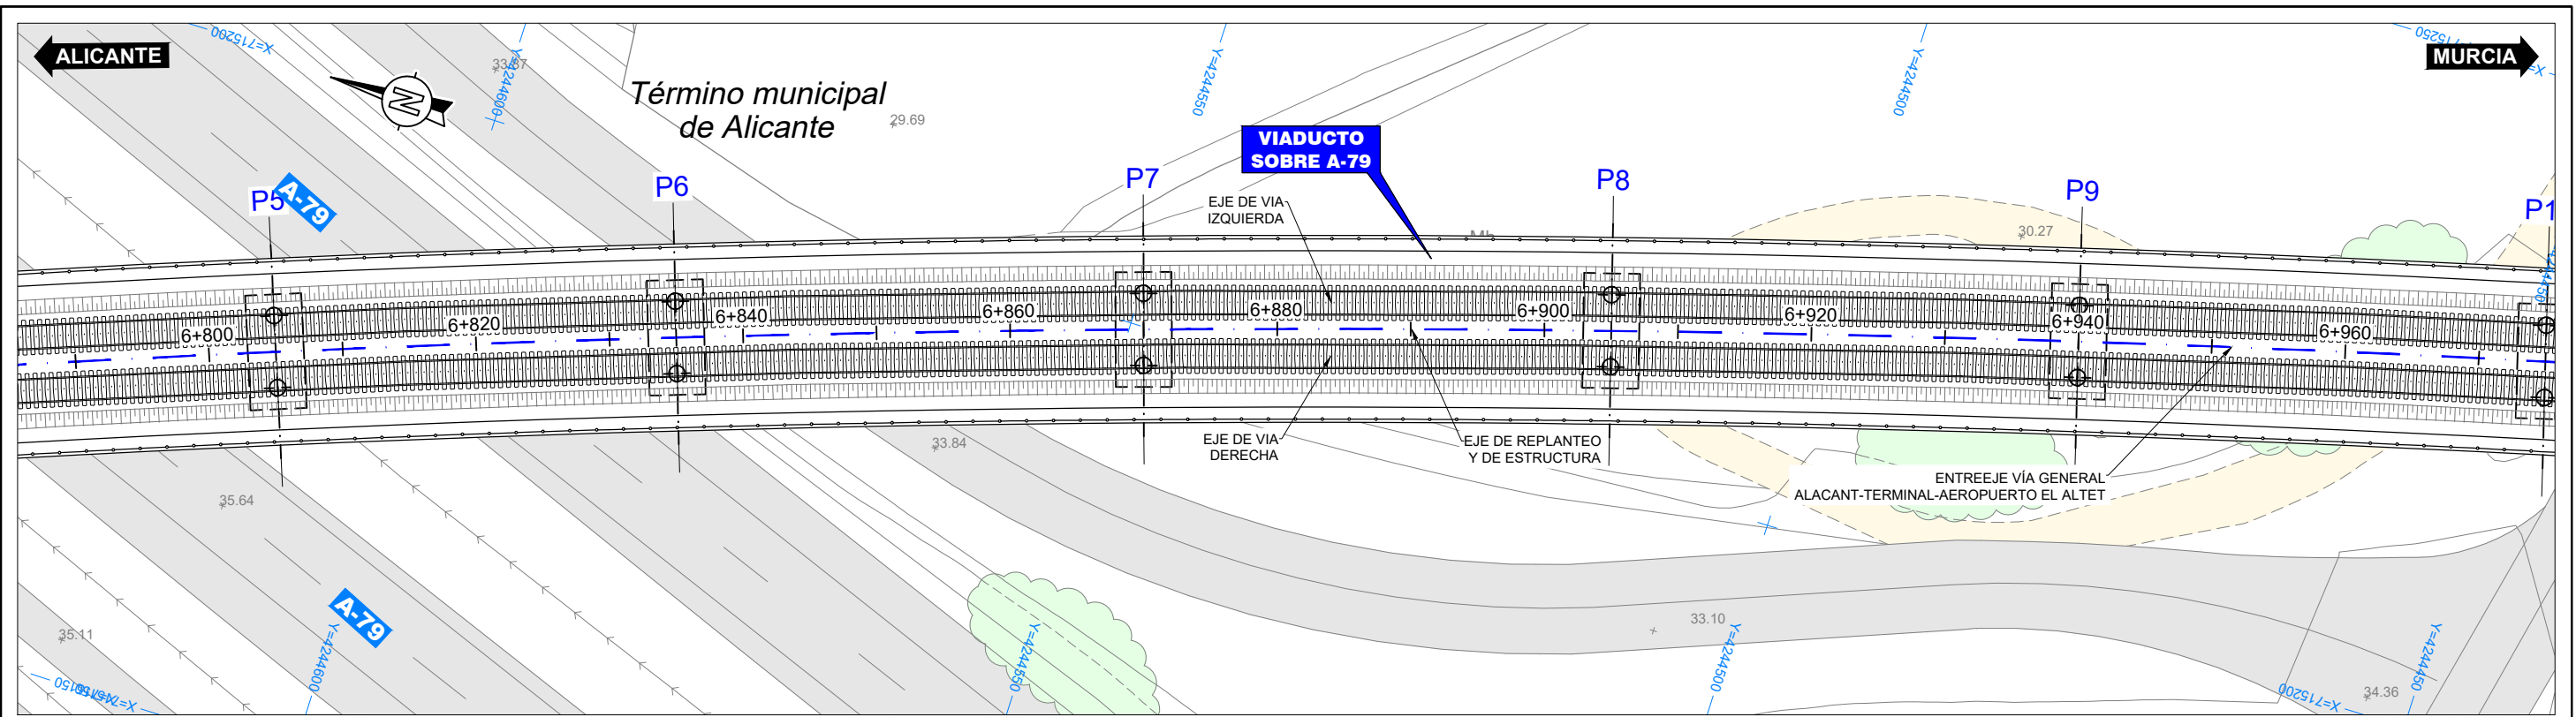 ALICANTE
X=715200
Y=4244600
33.87
Término municipal
de Alicante
29.69
Y=4244550
Y=4244500
MURCIA
VIADUCTO
SOBRE A-79
P5
A-79
P6
P7
P8
P9
P1
EJE DE VIA
IZQUIERDA
30.27
6+800
6+820
6+840
6+860
6+880
6+900
6+920
6+940
6+960
EJE DE VIA
DERECHA
EJE DE REPLANTEO
Y DE ESTRUCTURA
ENTREEJE VÍA GENERAL
ALACANT-TERMINAL-AEROPUERTO EL ALTET
33.84
35.64
35.11
A-79
33.10
34.36
Y=4244600
Y=4244550
Y=4244500
Y=4244450
X=715200